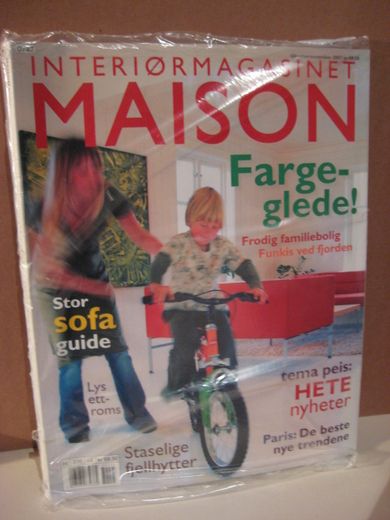 INTERIØRMAGASINET
MAISON
Farge-
glede!
Frodig familiebolig
Funkis ved fjorden
Stor
sofa
guide
Lys
ett-
roms
Staselige
fjellhytter
tema peis:
HETE
nyheter
Paris: De beste
nye trendene